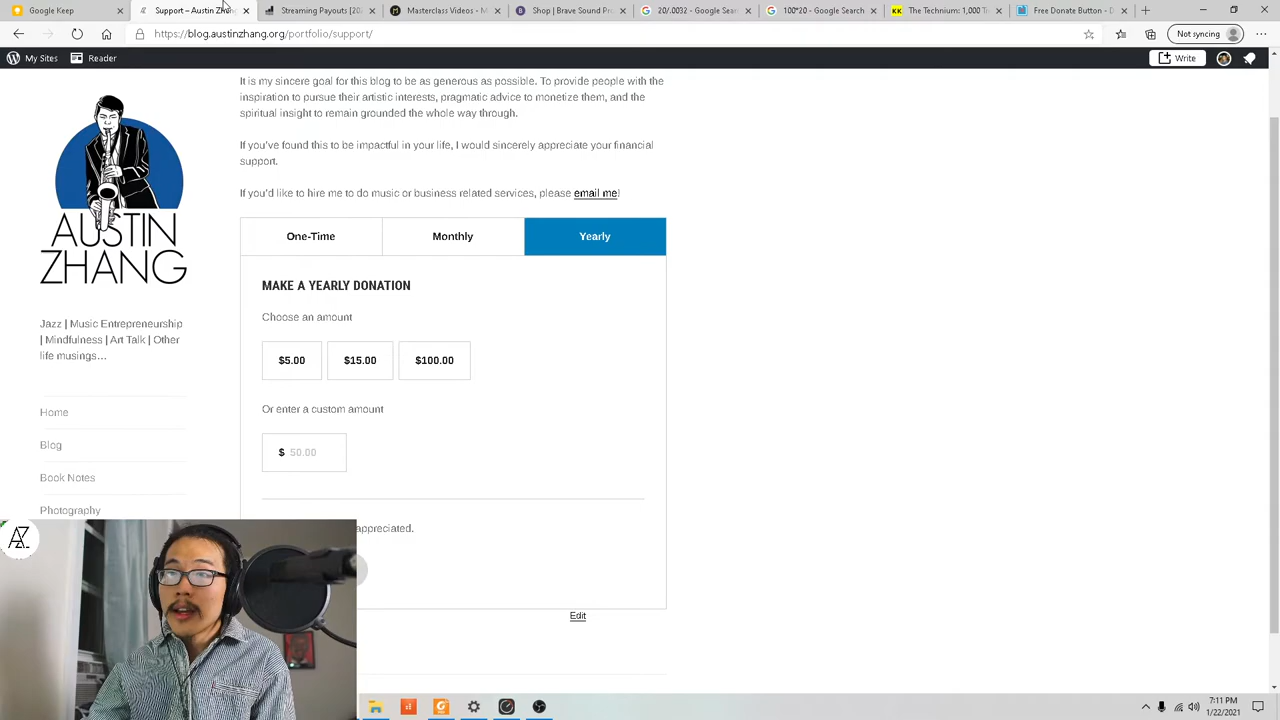 Google Keep
Support – Austin Zhang
Streaming Payouts [20
Masterclass Videos - M
Shop | Brave Sound Pr
20/.0032 - Google Sear
100*20 - Google Search
The Technium: 1,000 T
Free Donate Button - D
https://blog.austinzhang.org/portfolio/support/
Not syncing
My Sites
Reader
Write
It is my sincere goal for this blog to be as generous as possible. To provide people with the
inspiration to pursue their artistic interests, pragmatic advice to monetize them, and the
spiritual insight to remain grounded the whole way through.
If you've found this to be impactful in your life, I would sincerely appreciate your financial
support.
If you'd like to hire me to do music or business related services, please email me!
AUSTIN
ZHANG
Jazz | Music Entrepreneurship
| Mindfulness | Art Talk | Other
life musings…
Home
Blog
Book Notes
Photography
One-Time
Monthly
Yearly
MAKE A YEARLY DONATION
Choose an amount
$5.00
$15.00
$100.00
Or enter a custom amount
$ 50.00
appreciated.
Edit
AZ
7:11 PM
1/22/2021